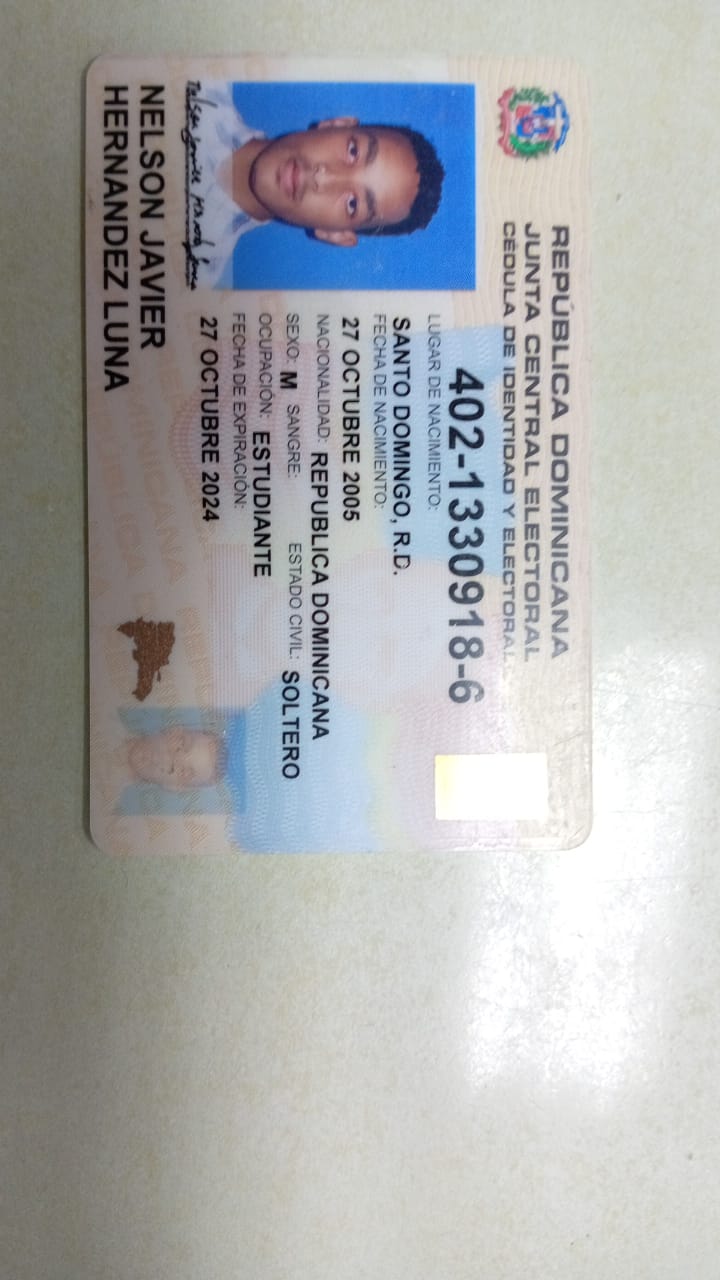 REPÚBLICA DOMINICANA
JUNTA CENTRAL ELECTORAL
CÉDULA DE IDENTIDAD Y ELECTORAL
402-1330918-6
LUGAR DE NACIMIENTO:
SANTO DOMINGO, R.D.
FECHA DE NACIMIENTO:
27 OCTUBRE 2005
NACIONALIDAD: REPUBLICA DOMINICANA
SEXO: M SANGRE: ESTADO CIVIL: SOLTERO
OCUPACIÓN: ESTUDIANTE
FECHA DE EXPIRACIÓN:
27 OCTUBRE 2024
NELSON JAVIER
HERNANDEZ LUNA